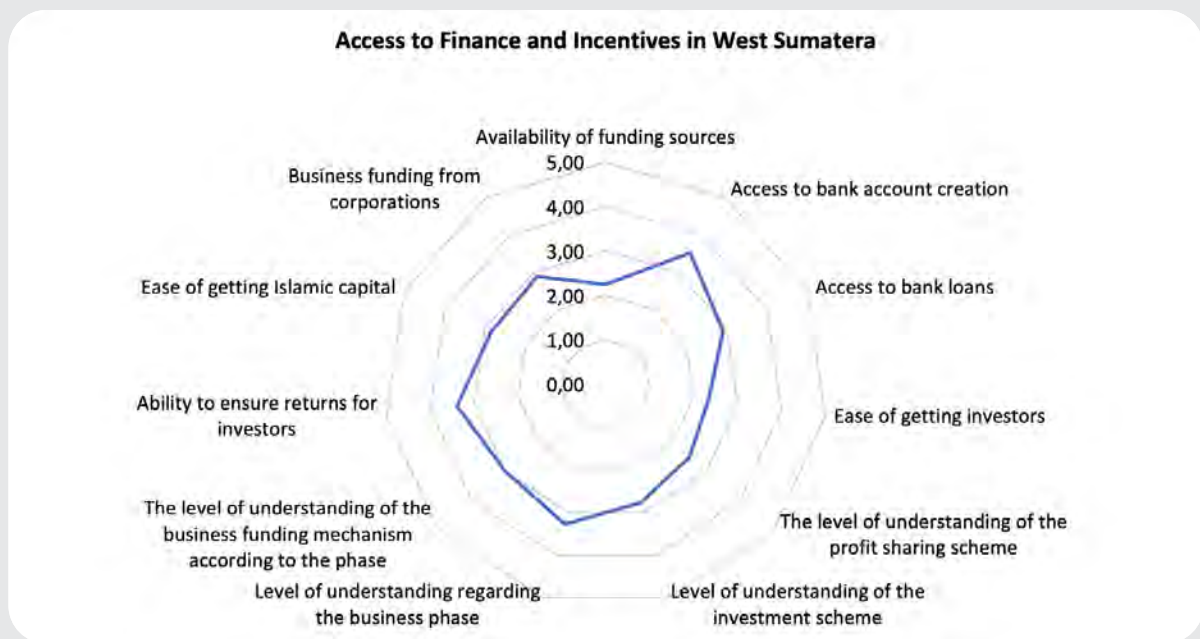 Access to Finance and Incentives in West Sumatera
Availability of funding sources
5,00
4,00
3,00
2,00
1,00
0,00
Access to bank account creation
Access to bank loans
Ease of getting investors
The level of understanding of the
profit sharing scheme
Level of understanding of the
investment scheme
Level of understanding regarding
the business phase
The level of understanding of the
business funding mechanism
according to the phase
Ability to ensure returns for
investors
Ease of getting Islamic capital
Business funding from
corporations